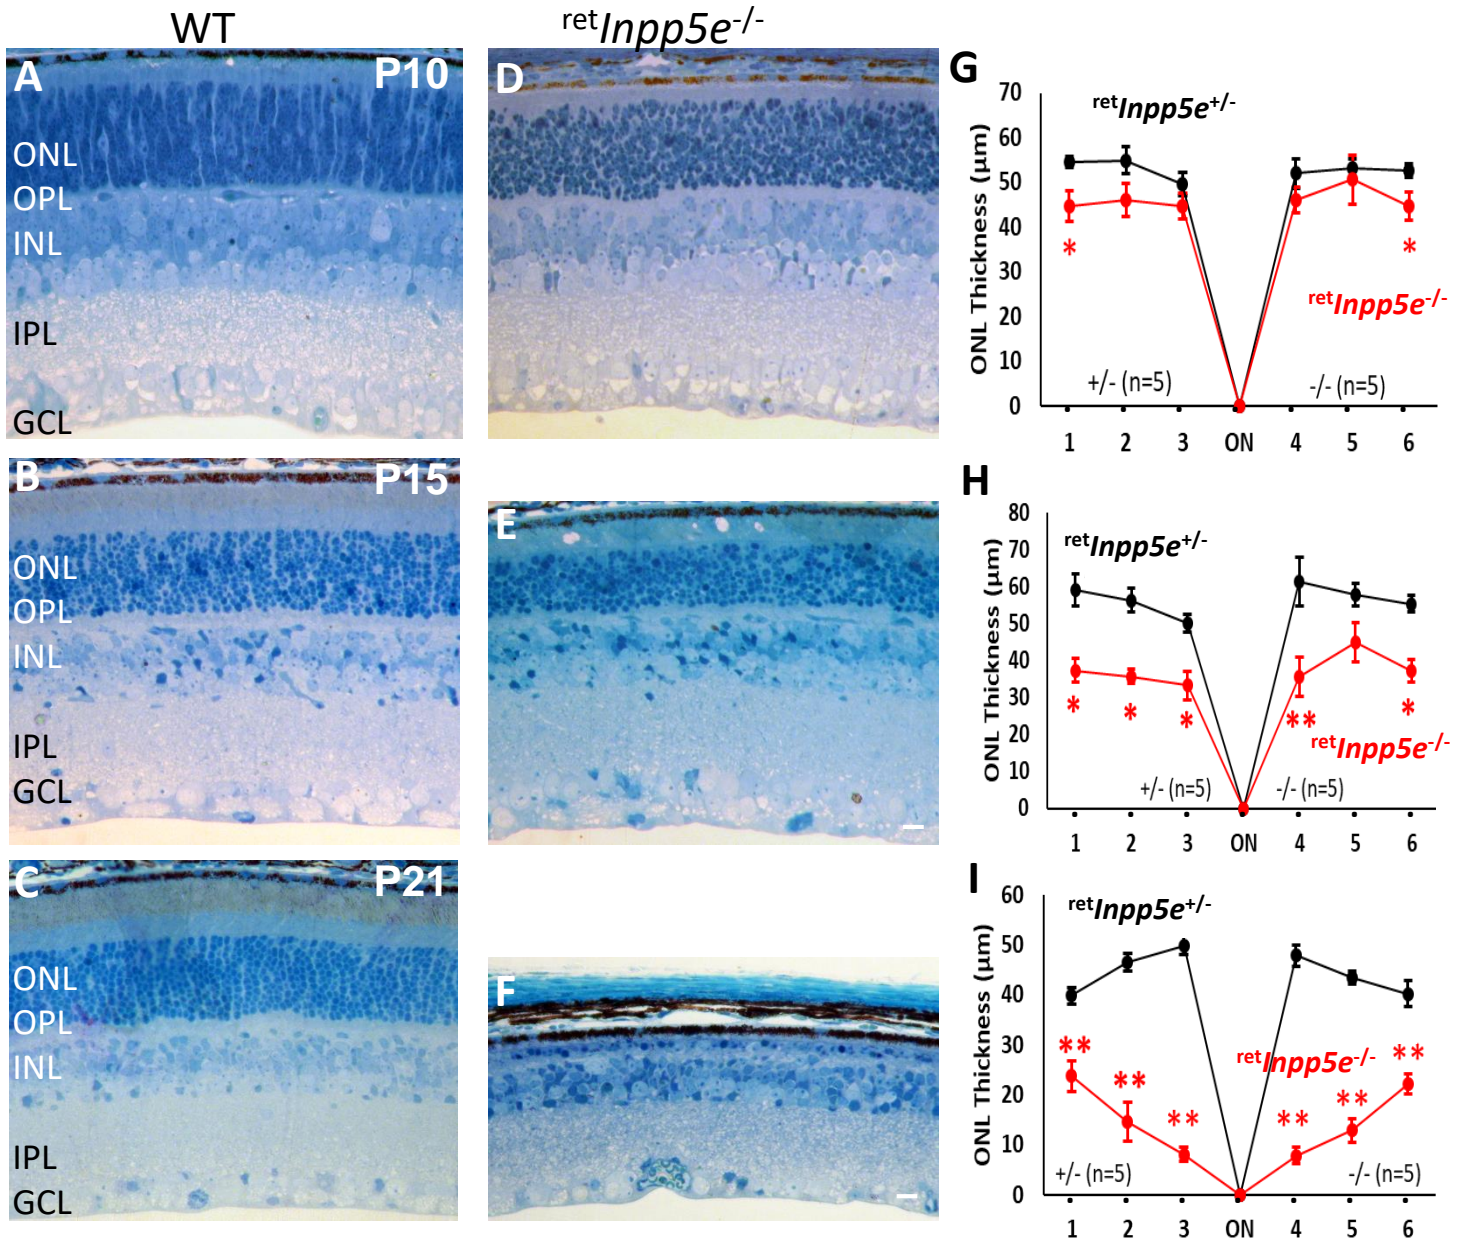 WT
retInpp5e-/-
A P10
ONL
OPL
INL
IPL
GCL
D
B P15
ONL
OPL
INL
IPL
GCL
E
C P21
ONL
OPL
INL
IPL
GCL
F
G
70
60
50
40
30
20
10
0
ONL Thickness (µm)
retInpp5e+/-
* *
retInpp5e-/-
+/- (n=5) -/- (n=5)
1 2 3 ON 4 5 6
H
80
70
60
50
40
30
20
10
0
ONL Thickness (µm)
retInpp5e+/-
* * * ** *
retInpp5e-/-
+/- (n=5) -/- (n=5)
1 2 3 ON 4 5 6
I
60
50
40
30
20
10
0
ONL Thickness (µm)
retInpp5e+/-
retInpp5e-/-
** ** ** ** ** **
+/- (n=5) -/- (n=5)
1 2 3 ON 4 5 6